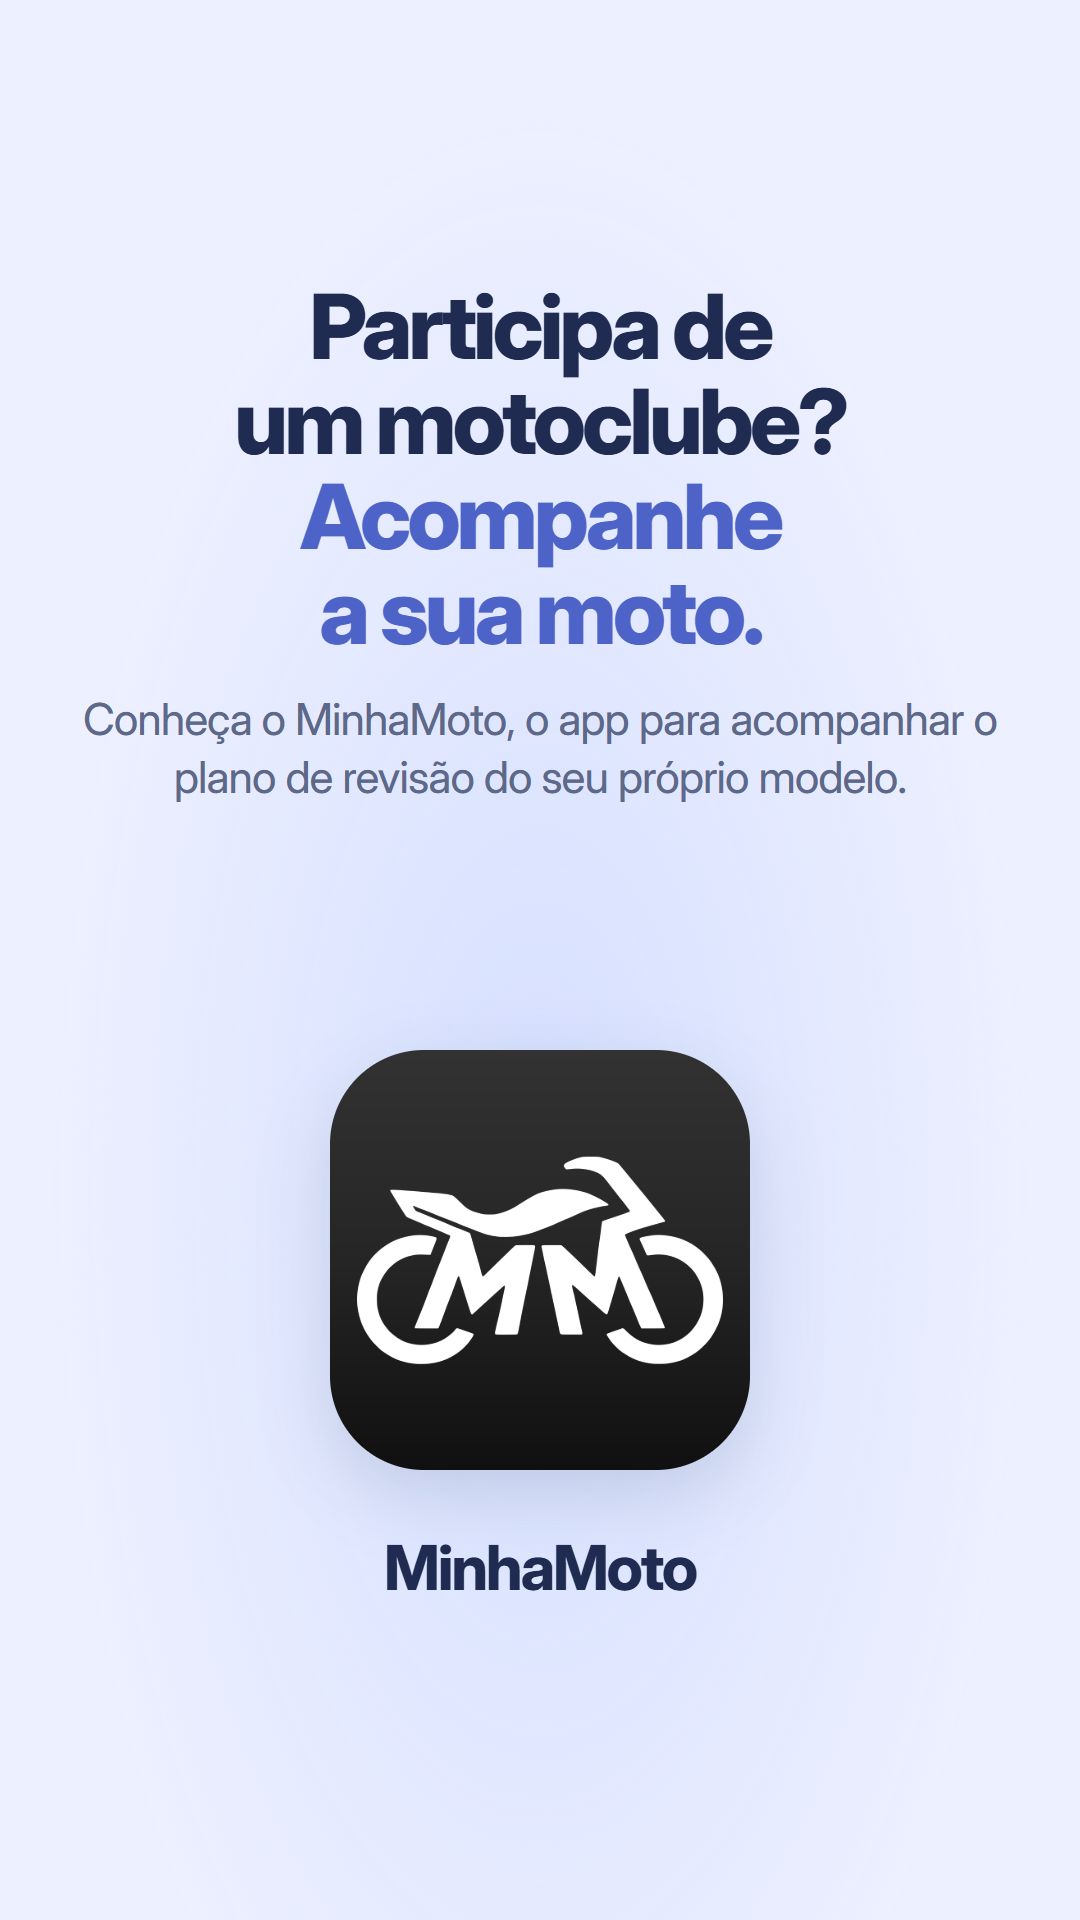 Participa de
um motoclube?
Acompanhe
a sua moto.
Conheça o MinhaMoto, o app para acompanhar o
plano de revisão do seu próprio modelo.
MM
MinhaMoto